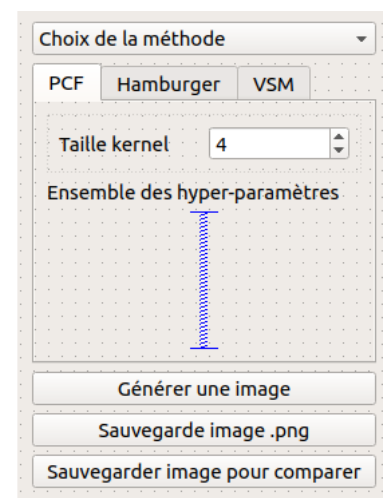 Choix de la méthode
PCF Hamburger VSM
Taille kernel 4
Ensemble des hyper-paramètres
Générer une image
Sauvegarde image .png
Sauvegarder image pour comparer